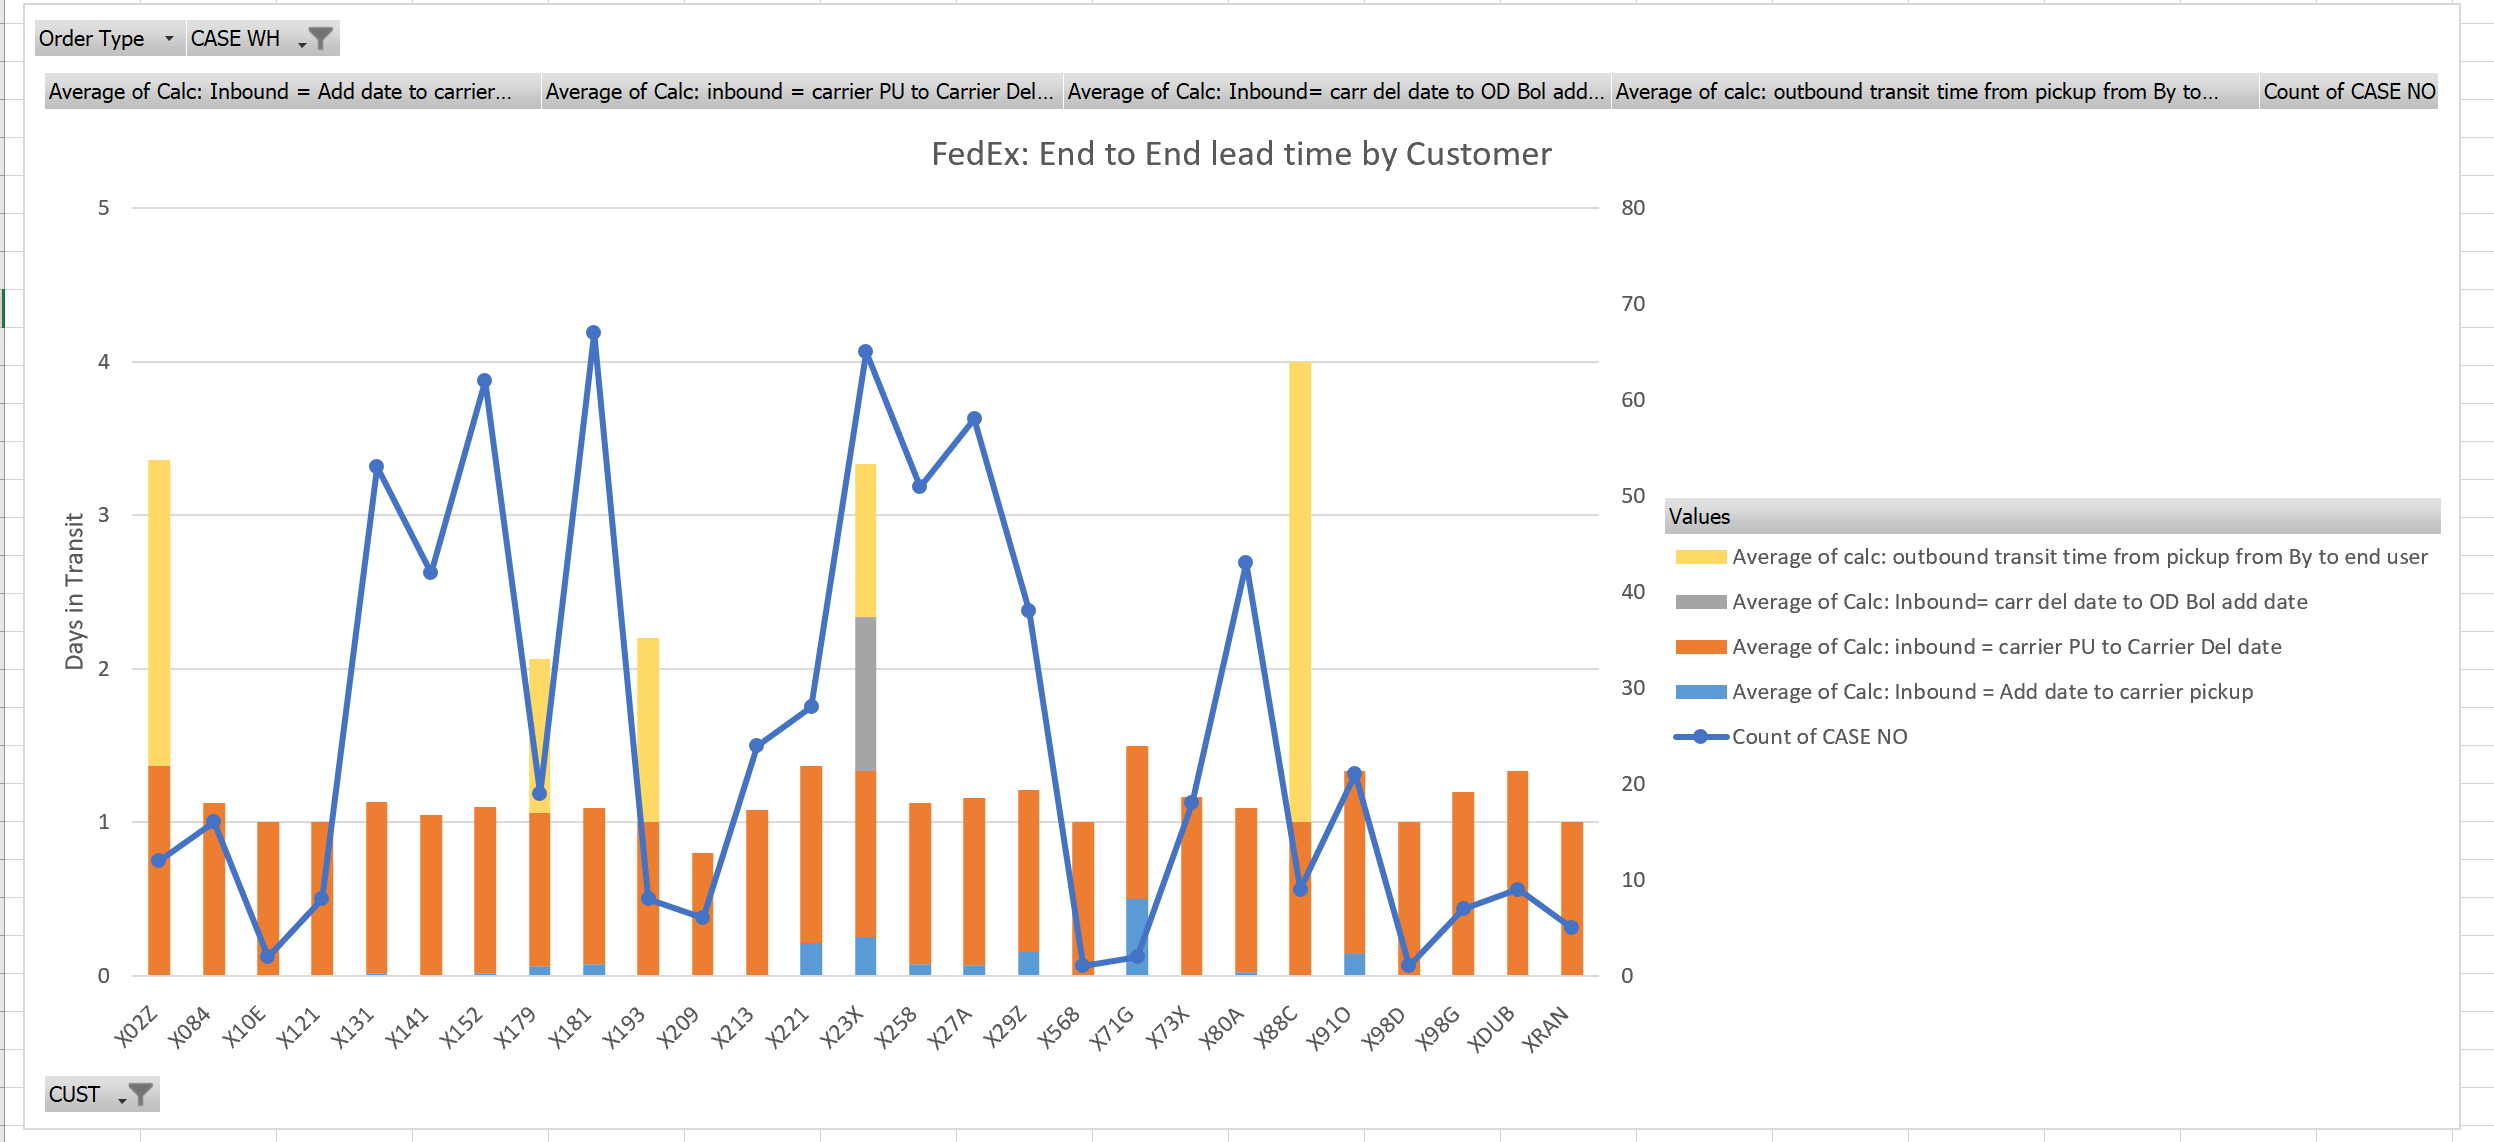 Order Type CASE WH
Average of Calc: Inbound = Add date to carrier... Average of Calc: inbound = carrier PU to Carrier Del... Average of Calc: Inbound= carr del date to OD Bol add... Average of calc: outbound transit time from pickup from By to... Count of CASE NO
FedEx: End to End lead time by Customer
5
4
3
2
1
0
Days in Transit
80
70
60
50
40
30
20
10
0
Values
Average of calc: outbound transit time from pickup from By to end user
Average of Calc: Inbound= carr del date to OD Bol add date
Average of Calc: inbound = carrier PU to Carrier Del date
Average of Calc: Inbound = Add date to carrier pickup
Count of CASE NO
X02Z
X084
X10E
X121
X131
X141
X152
X179
X181
X193
X209
X213
X221
X23X
X258
X27A
X29Z
X568
X71G
X73X
X80A
X88C
X91O
X98D
X98G
XDUB
XRAN
CUST